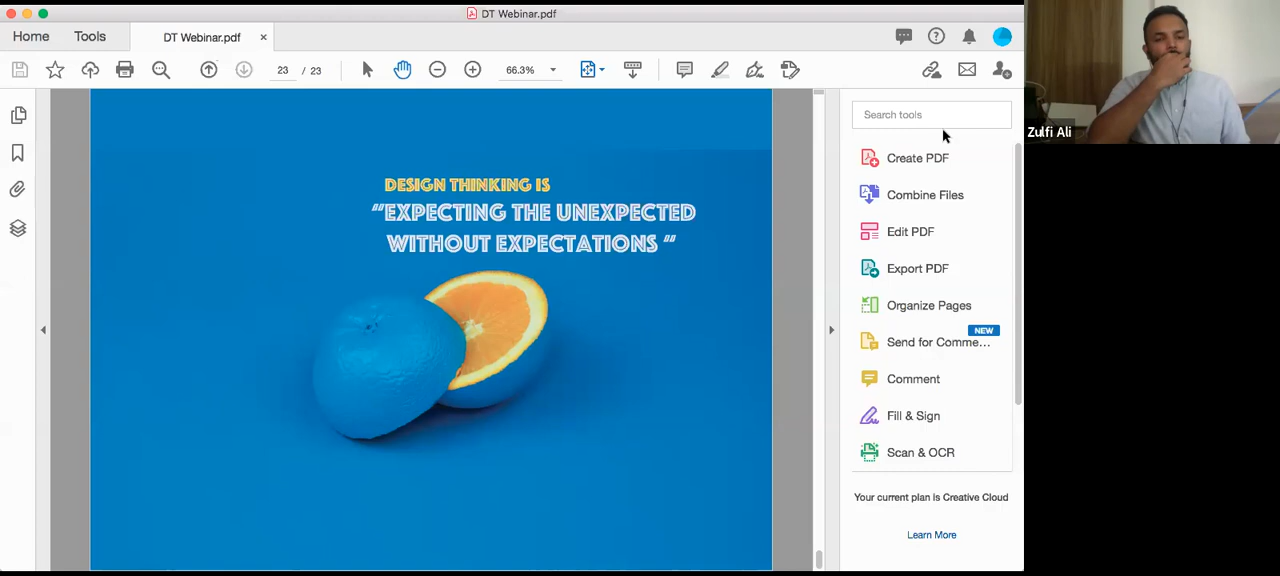 DT Webinar.pdf
Home
Tools
DT Webinar.pdf
23 / 23
66.3%
DESIGN THINKING IS
“EXPECTING THE UNEXPECTED
WITHOUT EXPECTATIONS “
Search tools
Create PDF
Combine Files
Edit PDF
Export PDF
Organize Pages
NEW
Send for Comme...
Comment
Fill & Sign
Scan & OCR
Your current plan is Creative Cloud
Learn More
Zulfi Ali